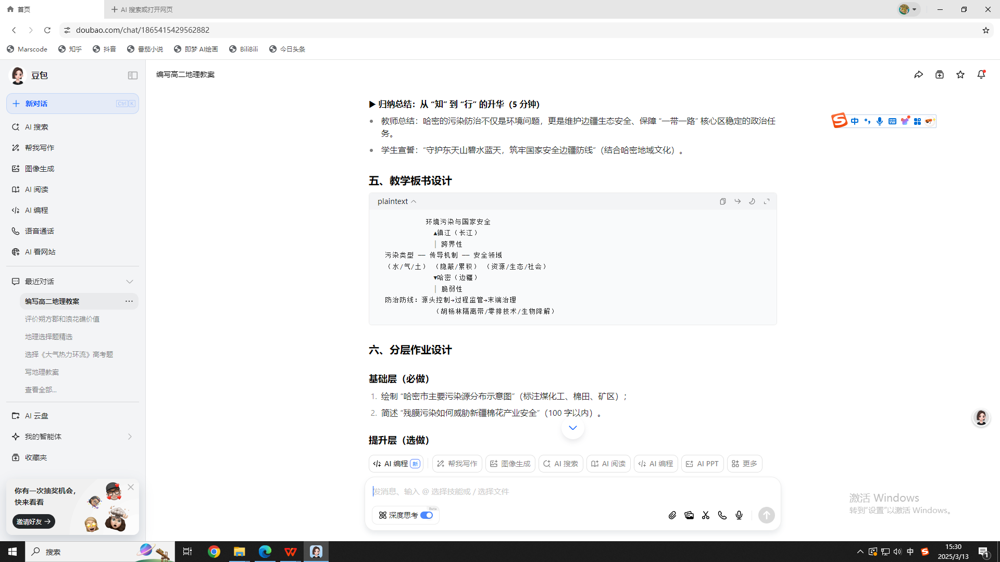 首页
AI 搜索或打开网页
doubao.com/chat/1865415429562882
Marscode
知乎
抖音
番茄小说
即梦 AI绘画
BiliBili
今日头条
豆包
新对话
Ctrl K
AI 搜索
帮我写作
图像生成
AI 阅读
AI 编程
语音通话
AI 看网站
最近对话
编写高二地理教案
评价朔方郡和浪花礁价值
地理选择题精选
选择《大气热力环流》高考题
写地理教案
查看全部...
AI 云盘
我的智能体
收藏夹
你有一次抽奖机会，
快来看看
邀请好友 →
编写高二地理教案
▶ 归纳总结：从 “知” 到 “行” 的升华（5 分钟）
教师总结：哈密的污染防治不仅是环境问题，更是维护边疆生态安全、保障 “一带一路” 核心区稳定的政治任
务。
学生宣誓：“守护东天山碧水蓝天，筑牢国家安全边疆防线”（结合哈密地域文化）。
五、教学板书设计
plaintext
环境污染与国家安全
▲镇江（长江）
│ 跨界性
污染类型 —— 传导机制 —— 安全领域
（水/气/土） （隐蔽/累积） （资源/生态/社会）
▼哈密（边疆）
│ 脆弱性
防治防线：源头控制→过程监管→末端治理
（胡杨林隔离带/零排技术/生物降解）
六、分层作业设计
基础层（必做）
1. 绘制 “哈密市主要污染源分布示意图”（标注煤化工、棉田、矿区）；
2. 简述 “残膜污染如何威胁新疆棉花产业安全”（100 字以内）。
提升层（选做）
AI 编程 新
帮我写作
图像生成
AI 搜索
AI 阅读
AI 编程
AI PPT
更多
发消息、输入 @ 选择技能或 / 选择文件
深度思考
Beta
中
激活 Windows
转到“设置”以激活 Windows。
搜索
中
15:30
2025/3/13
1